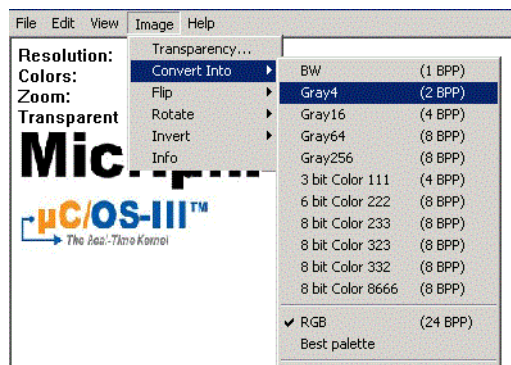 File Edit View Image Help
Resolution:
Colors:
Zoom:
Transparent
Transparency...
Convert Into
Flip
Rotate
Invert
Info
BW (1 BPP)
Gray4 (2 BPP)
Gray16 (4 BPP)
Gray64 (8 BPP)
Gray256 (8 BPP)
3 bit Color 111 (4 BPP)
6 bit Color 222 (8 BPP)
8 bit Color 233 (8 BPP)
8 bit Color 323 (8 BPP)
8 bit Color 332 (8 BPP)
8 bit Color 8666 (8 BPP)
RGB (24 BPP)
Best palette
µC/OS-III™
The Real-Time Kernel